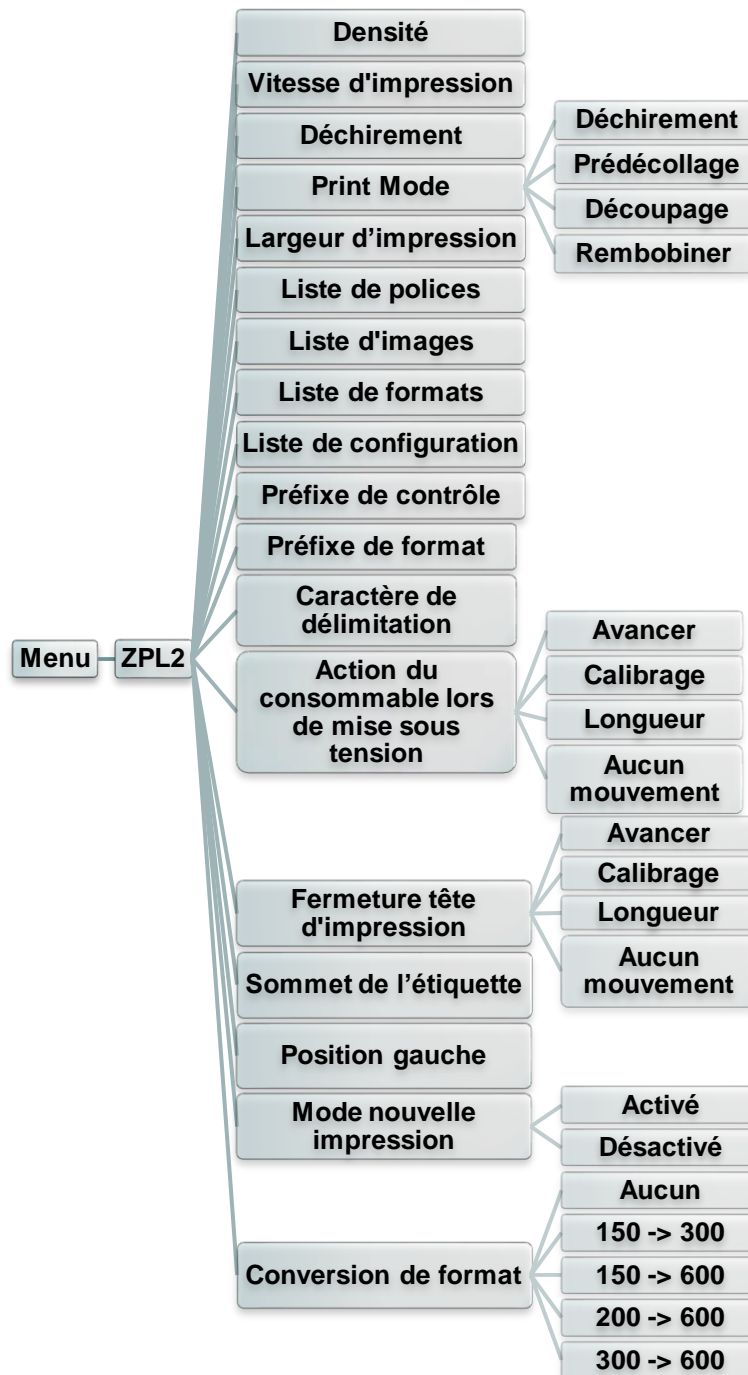 Menu
ZPL2
Densité
Vitesse d'impression
Déchirement
Print Mode
Déchirement
Prédécollage
Découpage
Rembobiner
Largeur d’impression
Liste de polices
Liste d'images
Liste de formats
Liste de configuration
Préfixe de contrôle
Préfixe de format
Caractère de
délimitation
Action du
consommable lors
de mise sous
tension
Avancer
Calibrage
Longueur
Aucun
mouvement
Fermeture tête
d'impression
Avancer
Calibrage
Longueur
Aucun
mouvement
Sommet de l’étiquette
Position gauche
Mode nouvelle
impression
Activé
Désactivé
Conversion de format
Aucun
150 -> 300
150 -> 600
200 -> 600
300 -> 600